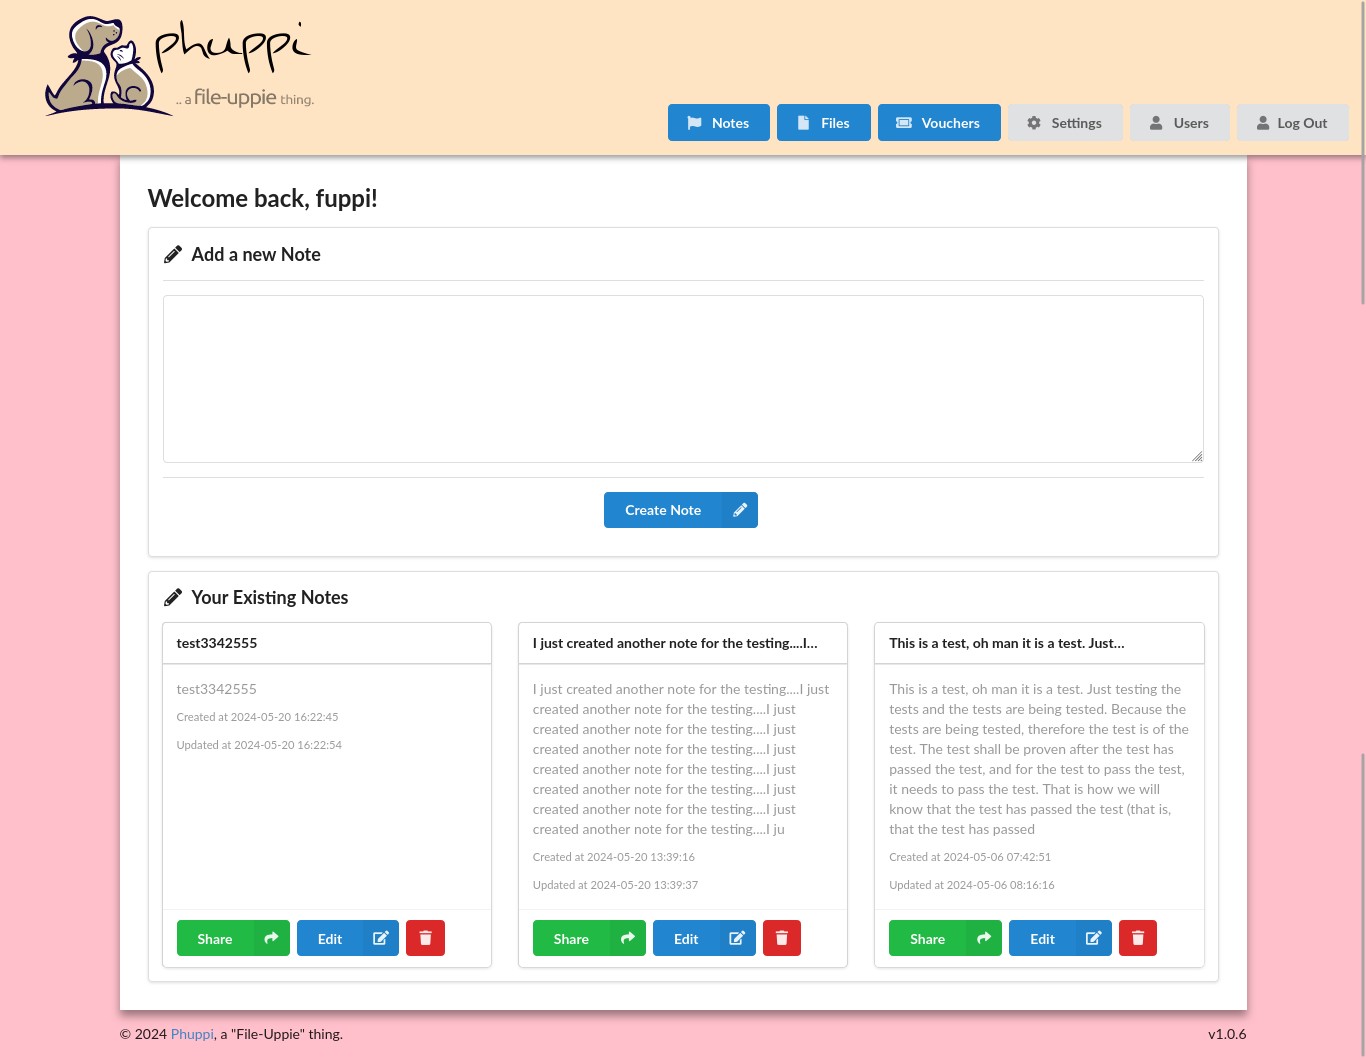 phuppi
.. a file-uppie thing.
Notes Files Vouchers Settings Users Log Out
Welcome back, fuppi!
Add a new Note
Create Note
Your Existing Notes
test3342555
test3342555
Created at 2024-05-20 16:22:45
Updated at 2024-05-20 16:22:54
Share Edit
I just created another note for the testing....I...
I just created another note for the testing....I just
created another note for the testing....I just
created another note for the testing....I just
created another note for the testing....I just
created another note for the testing....I just
created another note for the testing....I just
created another note for the testing....I just
created another note for the testing....I ju
Created at 2024-05-20 13:39:16
Updated at 2024-05-20 13:39:37
Share Edit
This is a test, oh man it is a test. Just...
This is a test, oh man it is a test. Just testing the
tests and the tests are being tested. Because the
tests are being tested, therefore the test is of the
test. The test shall be proven after the test has
passed the test, and for the test to pass the test,
it needs to pass the test. That is how we will
know that the test has passed the test (that is,
that the test has passed
Created at 2024-05-06 07:42:51
Updated at 2024-05-06 08:16:16
Share Edit
© 2024 Phuppi, a "File-Uppie" thing.
v1.0.6